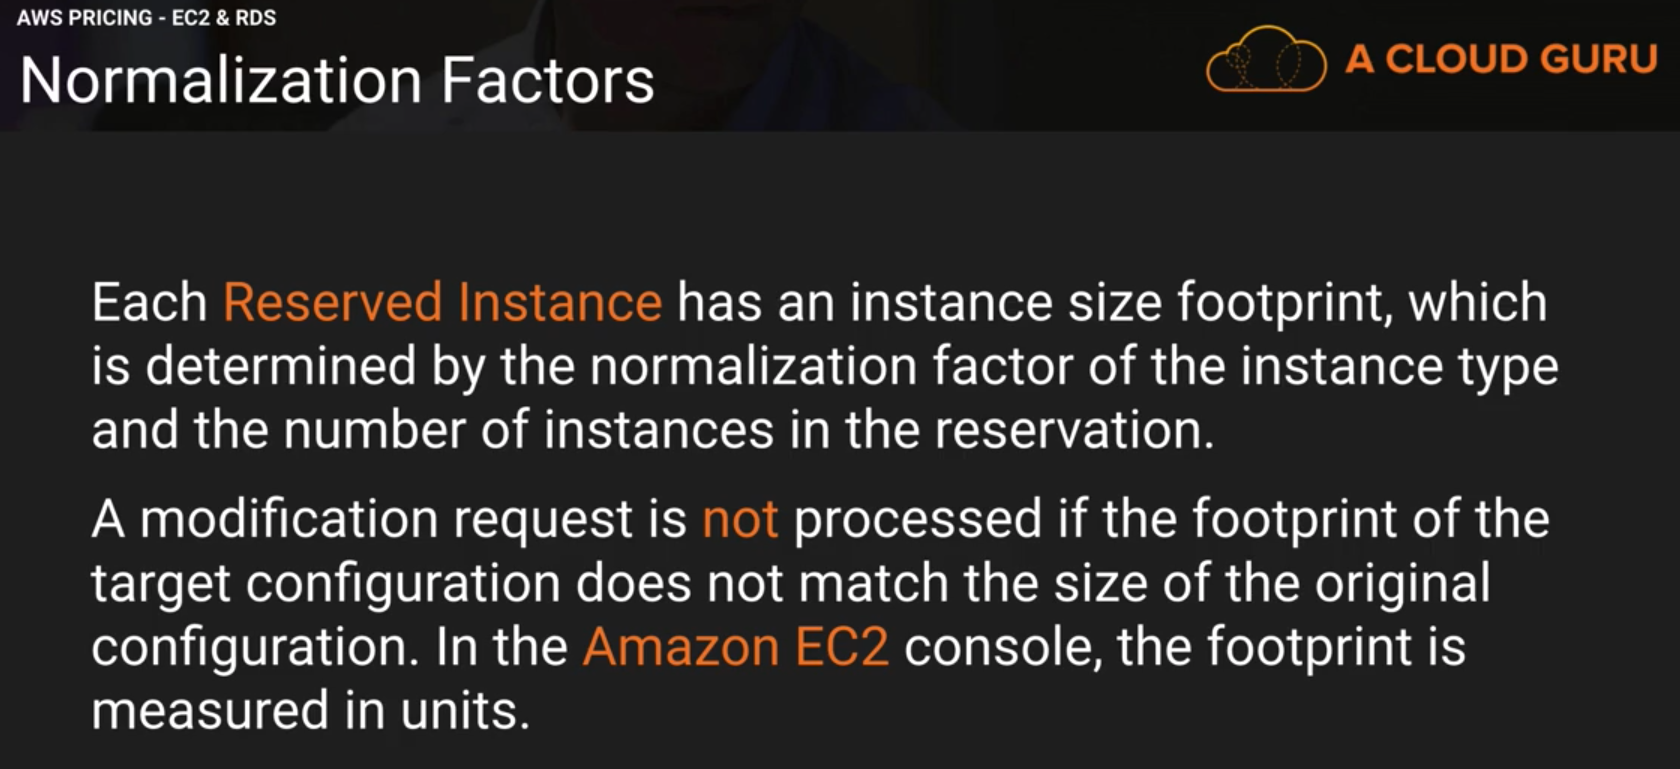 AWS PRICING - EC2 & RDS
Normalization Factors
A CLOUD GURU
Each Reserved Instance has an instance size footprint, which
is determined by the normalization factor of the instance type
and the number of instances in the reservation.
A modification request is not processed if the footprint of the
target configuration does not match the size of the original
configuration. In the Amazon EC2 console, the footprint is
measured in units.